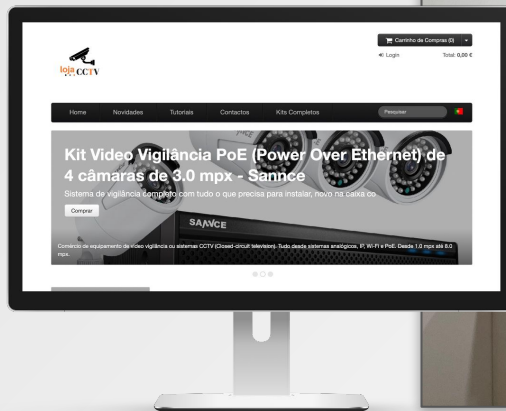 Carrinho de Compras (0)
Login
Total: 0,00 €
loja CCTV
Home
Novidades
Tutoriais
Contactos
Kits Completos
Pesquisar
Kit Video Vigilância PoE (Power Over Ethernet) de
4 câmaras de 3.0 mpx - Sannce
Sistema de vigilância completo com tudo o que precisa para instalar, novo na caixa co
Comprar
SANNCE
Comércio de equipamento de video vigilância ou sistemas CCTV (Closed-circuit television). Tudo desde sistemas analógicos, IP, Wi-Fi e PoE. Desde 1.0 mpx até 8.0
mpx.